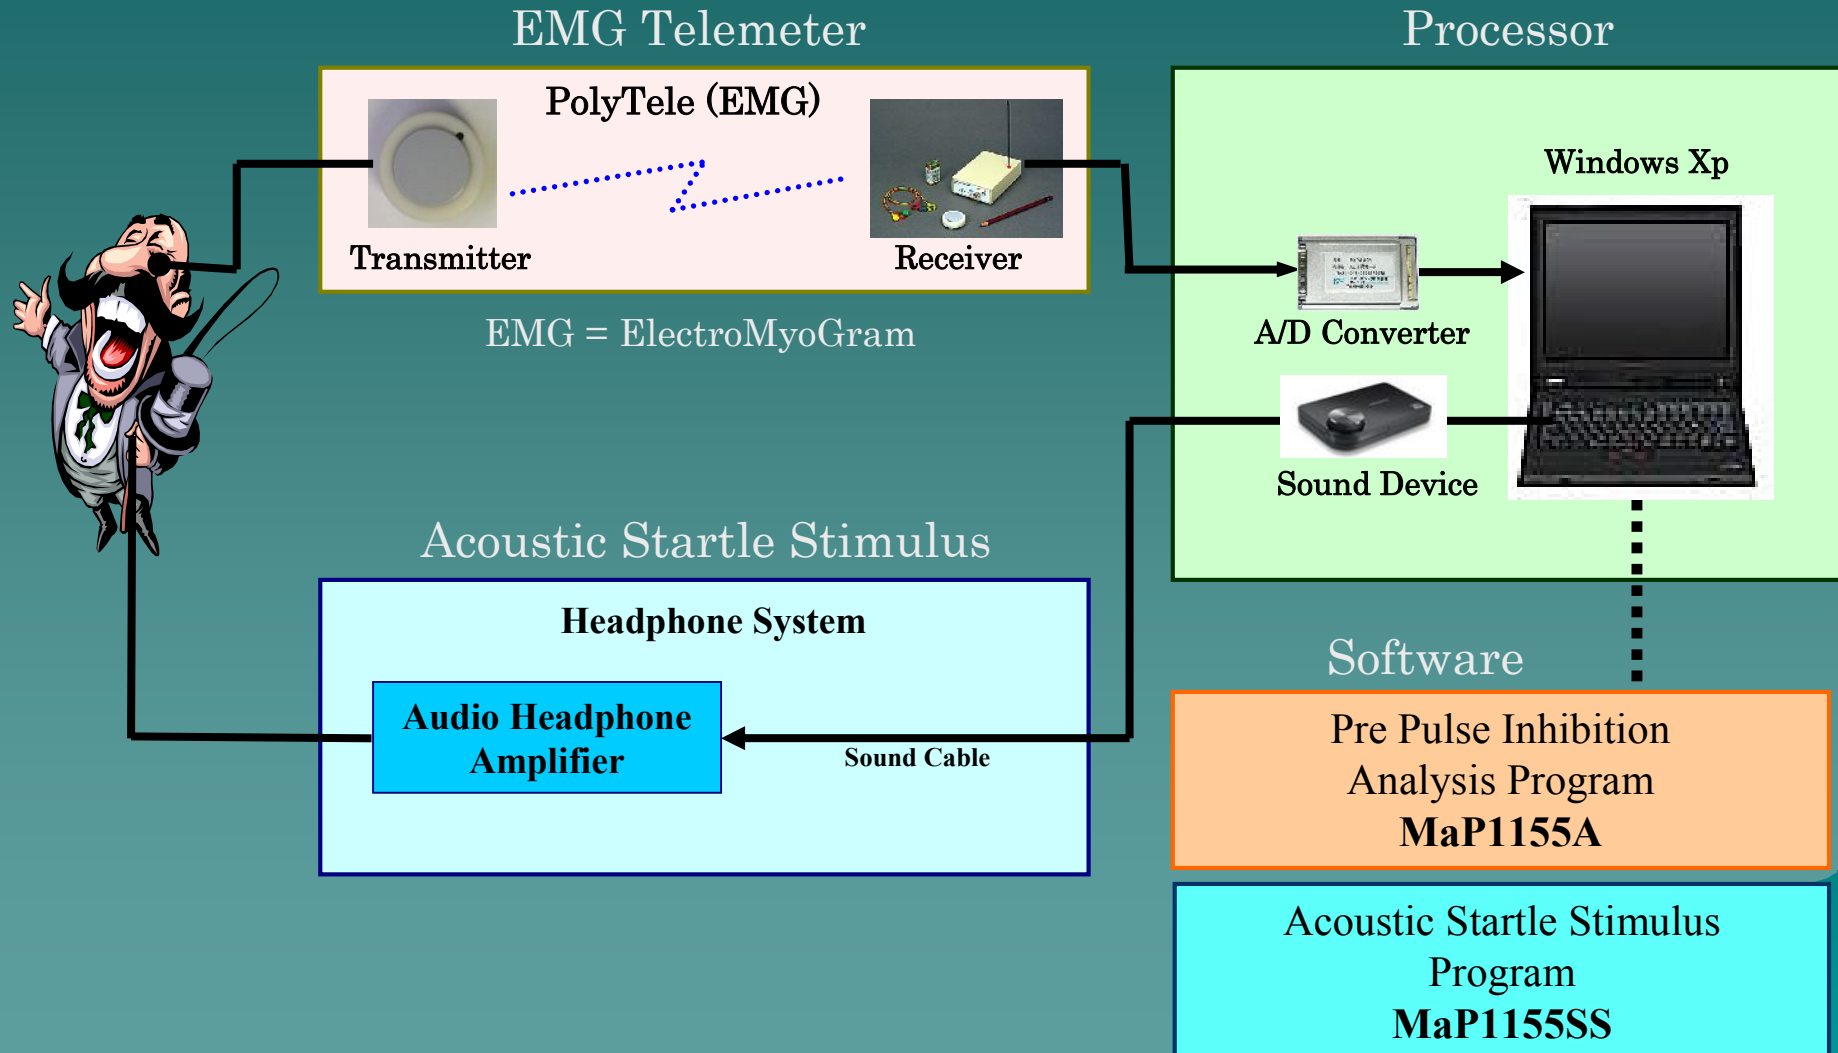 EMG Telemeter
PolyTele (EMG)
Transmitter
Receiver
EMG = ElectroMyoGram
Processor
Windows Xp
A/D Converter
Sound Device
Acoustic Startle Stimulus
Headphone System
Audio Headphone
Amplifier
Sound Cable
Software
Pre Pulse Inhibition
Analysis Program
MaP1155A
Acoustic Startle Stimulus
Program
MaP1155SS